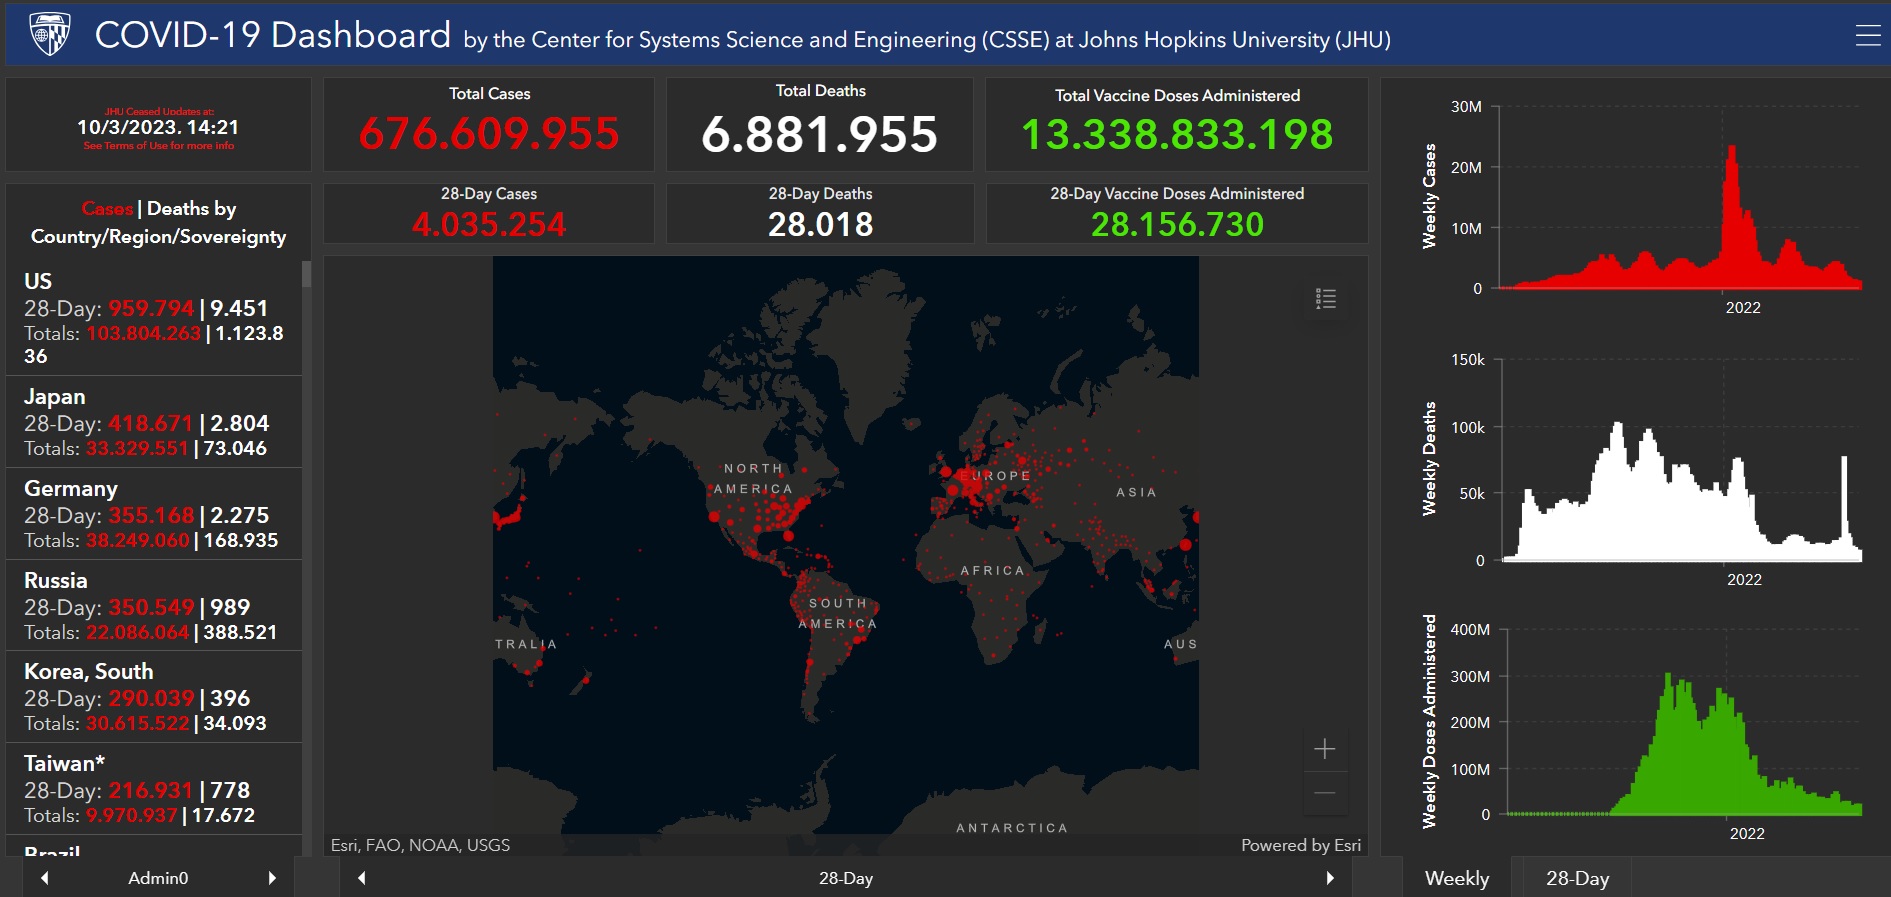 COVID-19 Dashboard by the Center for Systems Science and Engineering (CSSE) at Johns Hopkins University (JHU)
JHU Ceased Updates at:
10/3/2023. 14:21
See Terms of Use for more info
Total Cases
676.609.955
Total Deaths
6.881.955
Total Vaccine Doses Administered
13.338.833.198
28-Day Cases
4.035.254
28-Day Deaths
28.018
28-Day Vaccine Doses Administered
28.156.730
Cases | Deaths by
Country/Region/Sovereignty
US
28-Day: 959.794 | 9.451
Totals: 103.804.263 | 1.123.8
36
Japan
28-Day: 418.671 | 2.804
Totals: 33.329.551 | 73.046
Germany
28-Day: 355.168 | 2.275
Totals: 38.249.060 | 168.935
Russia
28-Day: 350.549 | 989
Totals: 22.086.064 | 388.521
Korea, South
28-Day: 290.039 | 396
Totals: 30.615.522 | 34.093
Taiwan*
28-Day: 216.931 | 778
Totals: 9.970.937 | 17.672
Brazil
Admin0
NORTH
AMERICA
EUROPE
ASIA
AFRICA
SOUTH
AMERICA
TRALIA
AUS
ANTARCTICA
Esri, FAO, NOAA, USGS
Powered by Esri
28-Day
Weekly Cases
30M
20M
10M
0
2022
Weekly Deaths
150k
100k
50k
0
2022
Weekly Doses Administered
400M
300M
200M
100M
0
2022
Weekly
28-Day